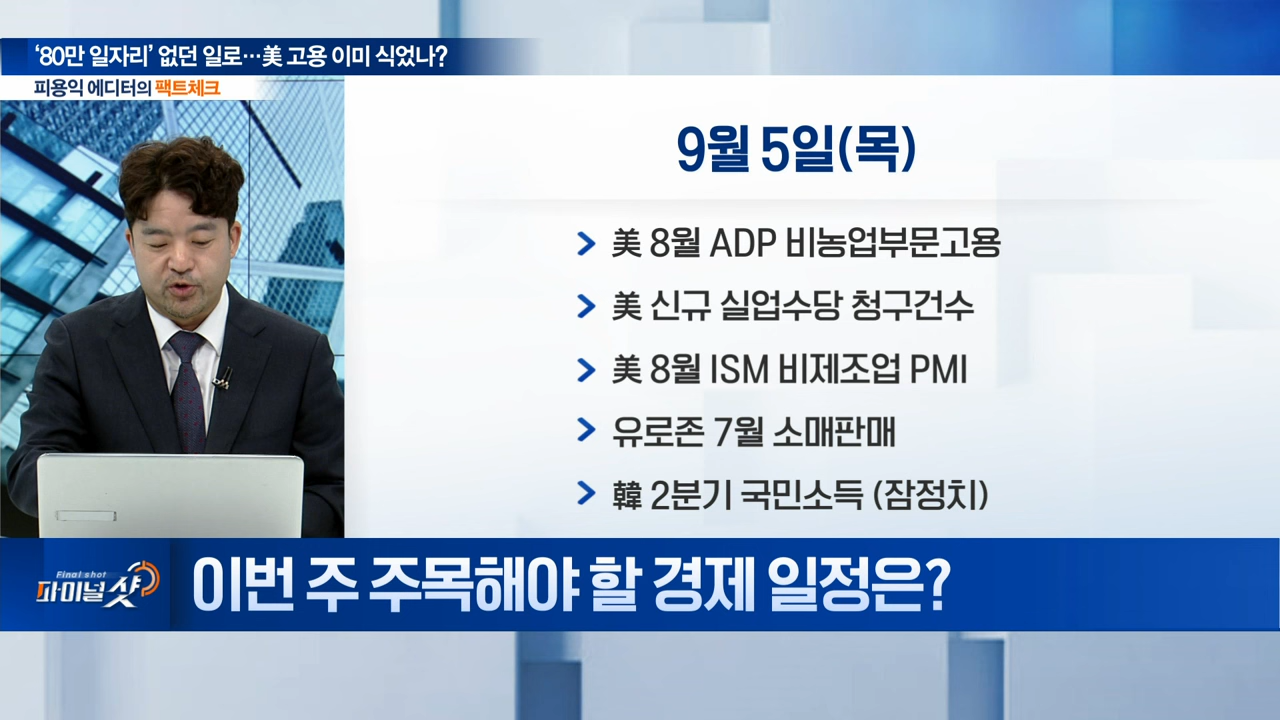 ‘80만 일자리’ 없던 일로…美 고용 이미 식었나?
피용익 에디터의 팩트체크
9월 5일(목)
美 8월 ADP 비농업부문고용
美 신규 실업수당 청구건수
美 8월 ISM 비제조업 PMI
유로존 7월 소매판매
韓 2분기 국민소득 (잠정치)
Final shot
파이널 샷
이번 주 주목해야 할 경제 일정은?